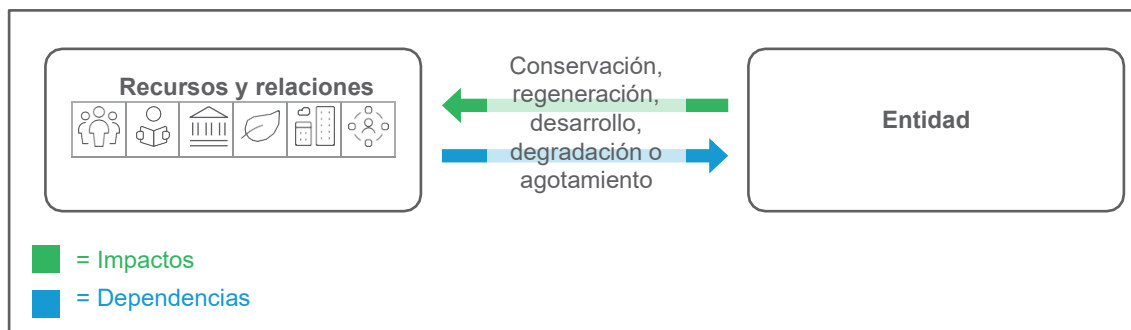 Recursos y relaciones
Conservación,
regeneración,
desarrollo,
degradación o
agotamiento
Entidad
= Impactos
= Dependencias